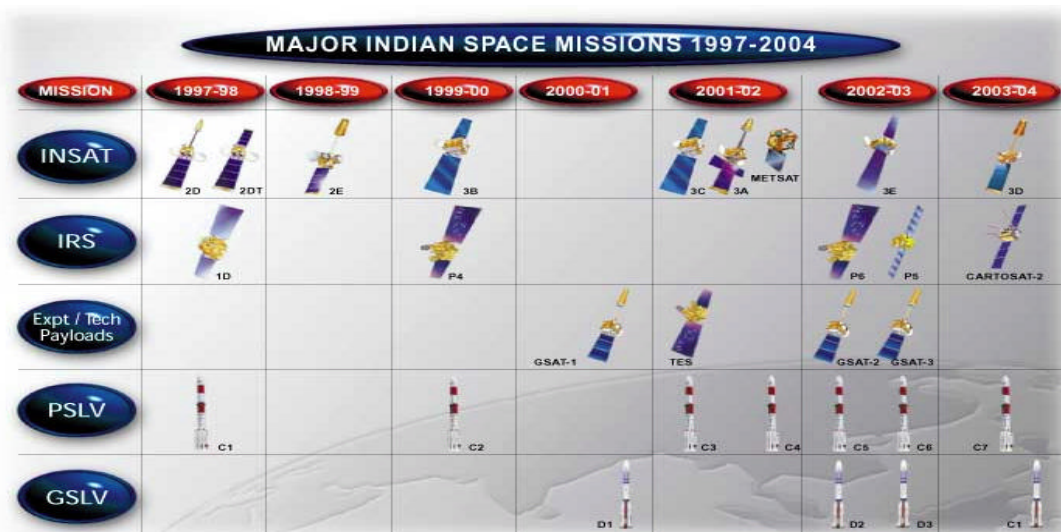 MAJOR INDIAN SPACE MISSIONS 1997-2004
MISSION 1997-98 1998-99 1999-00 2000-01 2001-02 2002-03 2003-04
INSAT 2D 2DT 2E 3B 3C 3A METSAT 3E 3D
IRS 1D P4 P6 P5 CARTOSAT-2
Expt / Tech
Payloads GSAT-1 TES GSAT-2 GSAT-3
PSLV C1 C2 C3 C4 C5 C6 C7
GSLV D1 D2 D3 C1